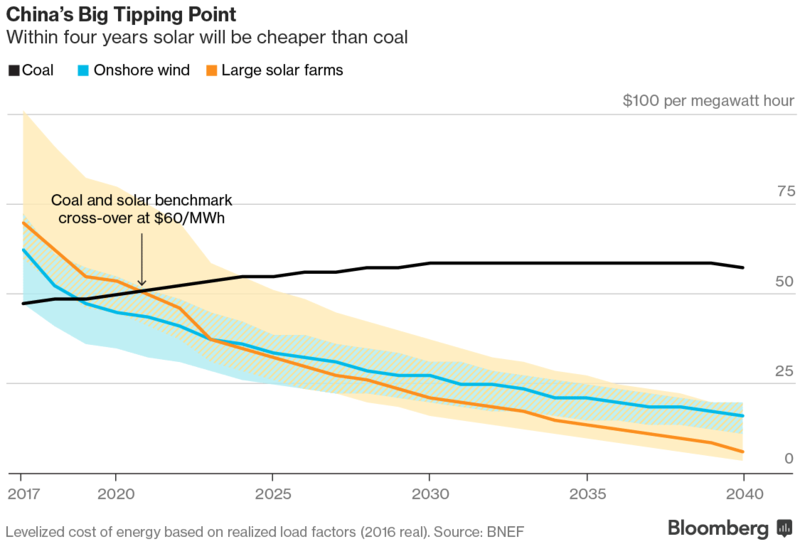 China's Big Tipping Point
Within four years solar will be cheaper than coal
Coal Onshore wind Large solar farms
$100 per megawatt hour
75
Coal and solar benchmark
cross-over at $60/MWh
50
25
0
2017 2020 2025 2030 2035 2040
Levelized cost of energy based on realized load factors (2016 real). Source: BNEF
Bloomberg